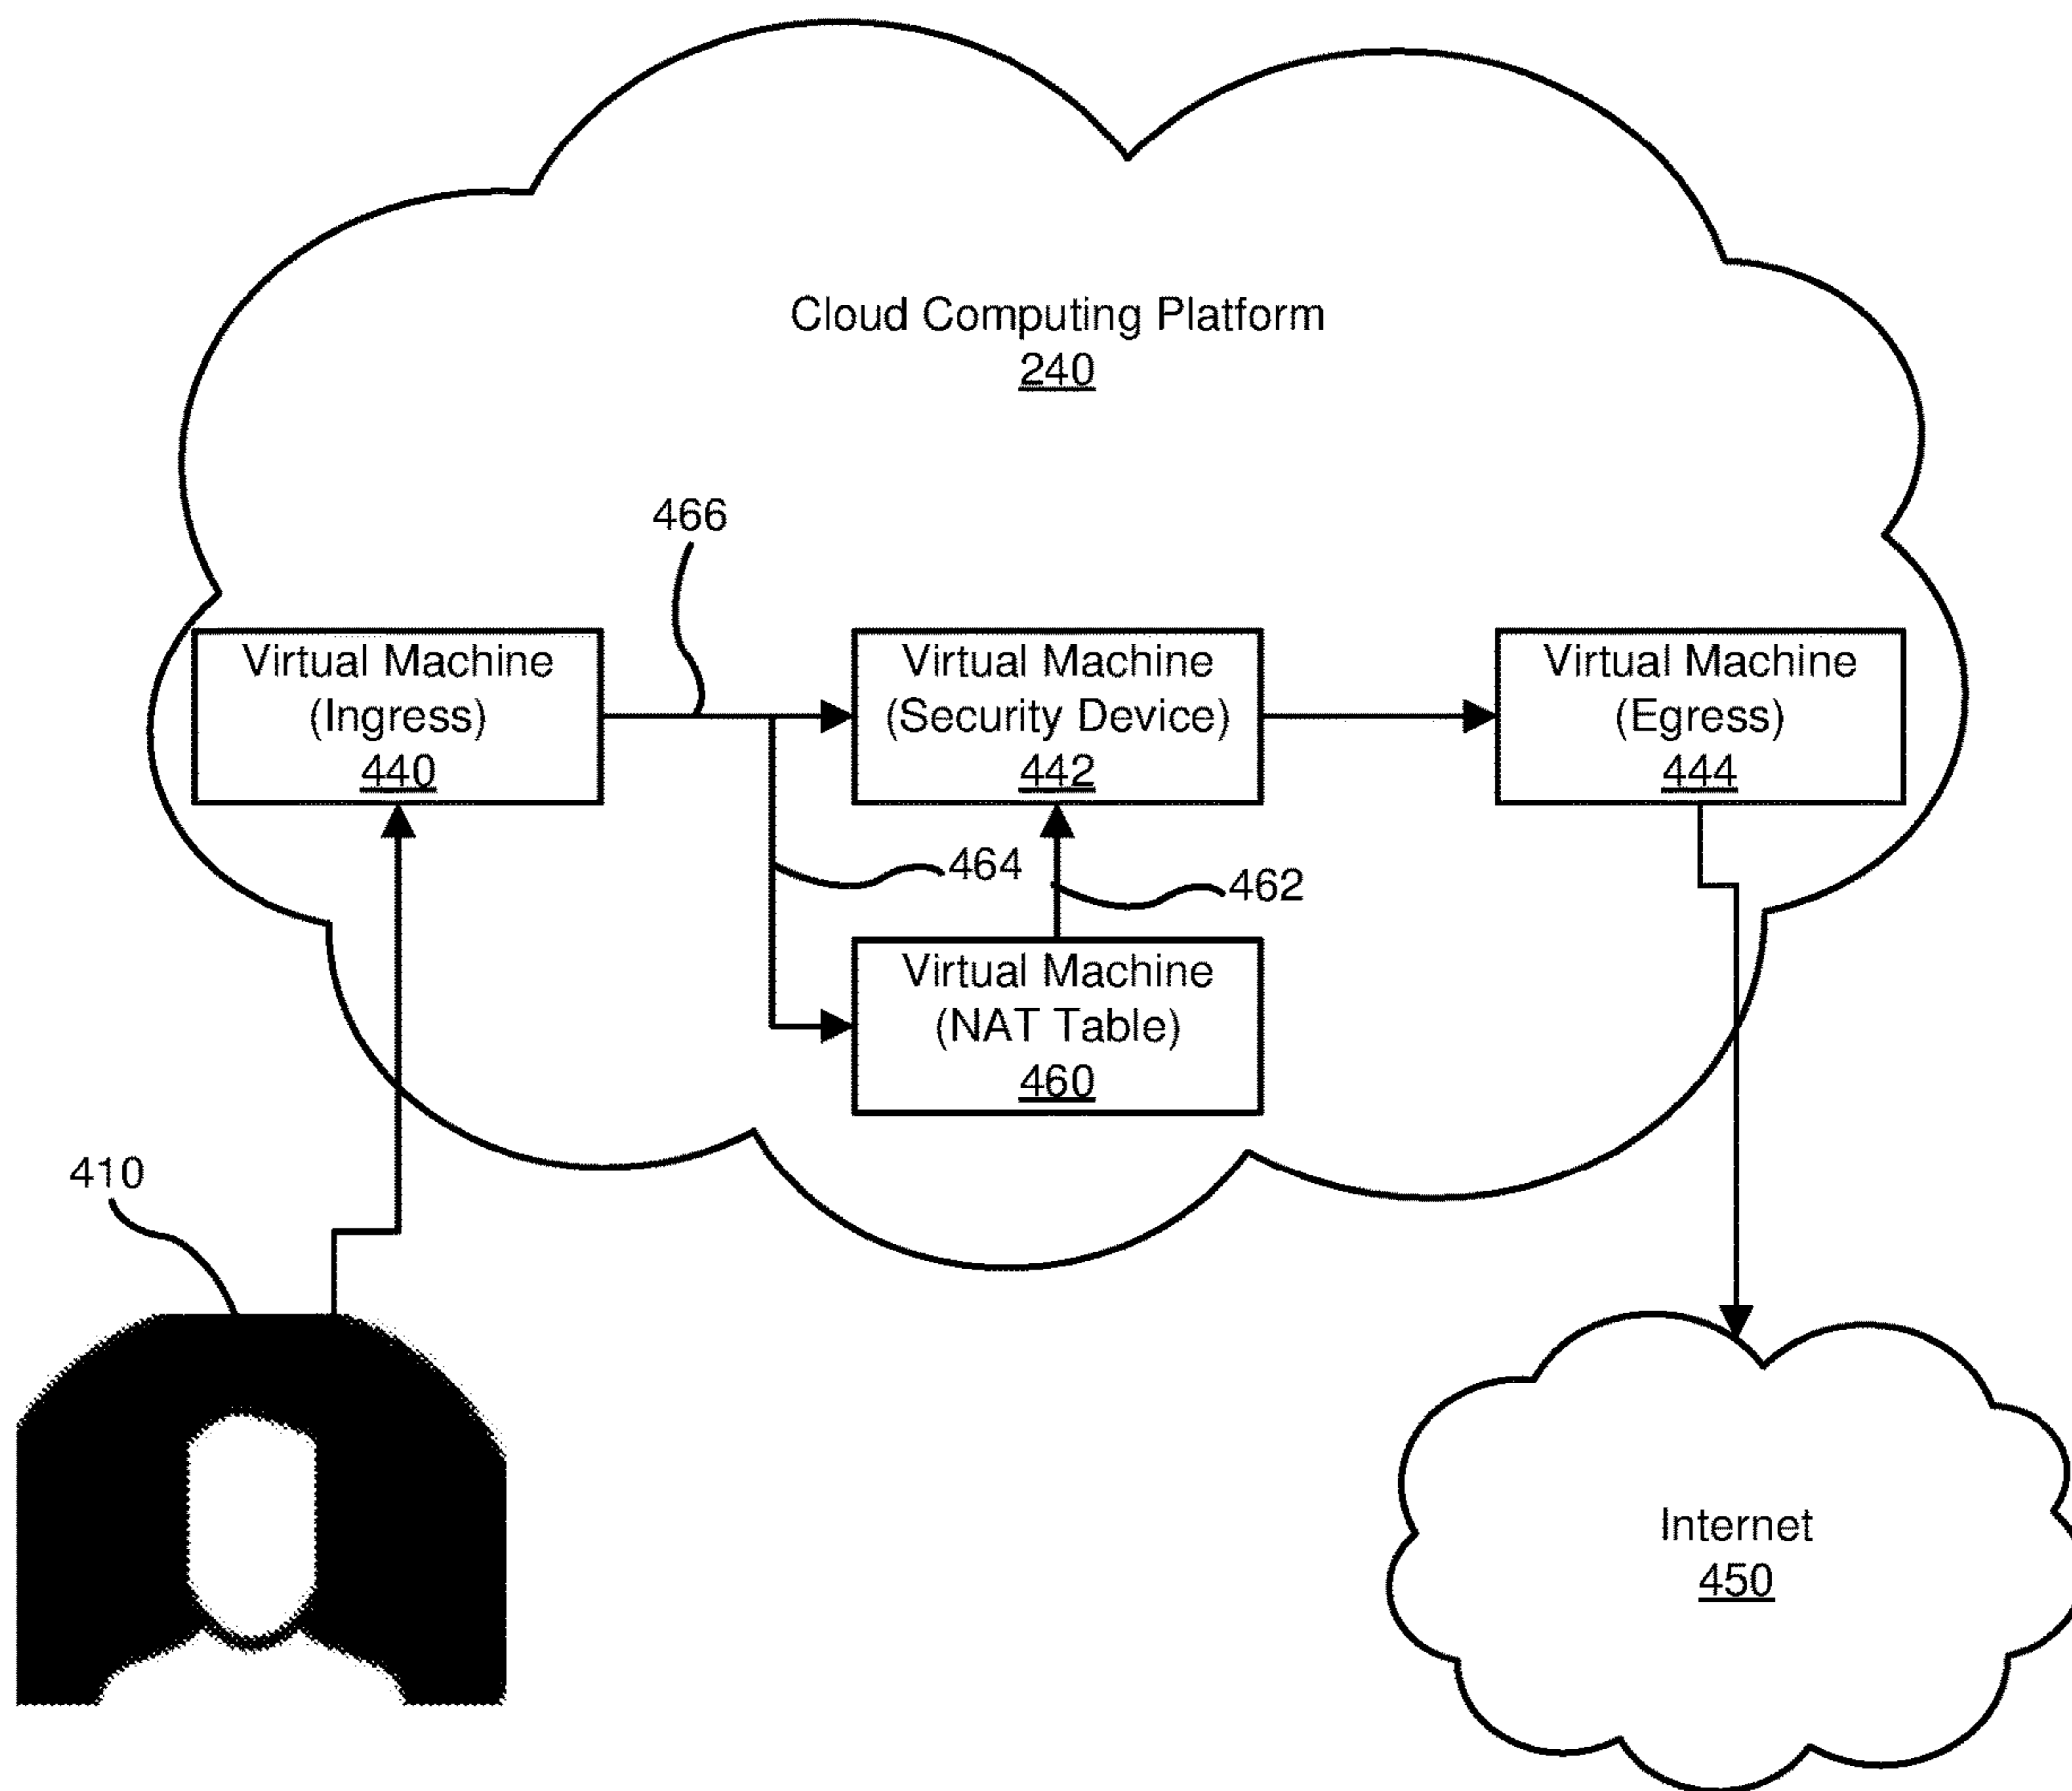 Cloud Computing Platform
240
466
Virtual Machine
(Ingress)
440
Virtual Machine
(Security Device)
442
Virtual Machine
(Egress)
444
464
462
Virtual Machine
(NAT Table)
460
410
Internet
450